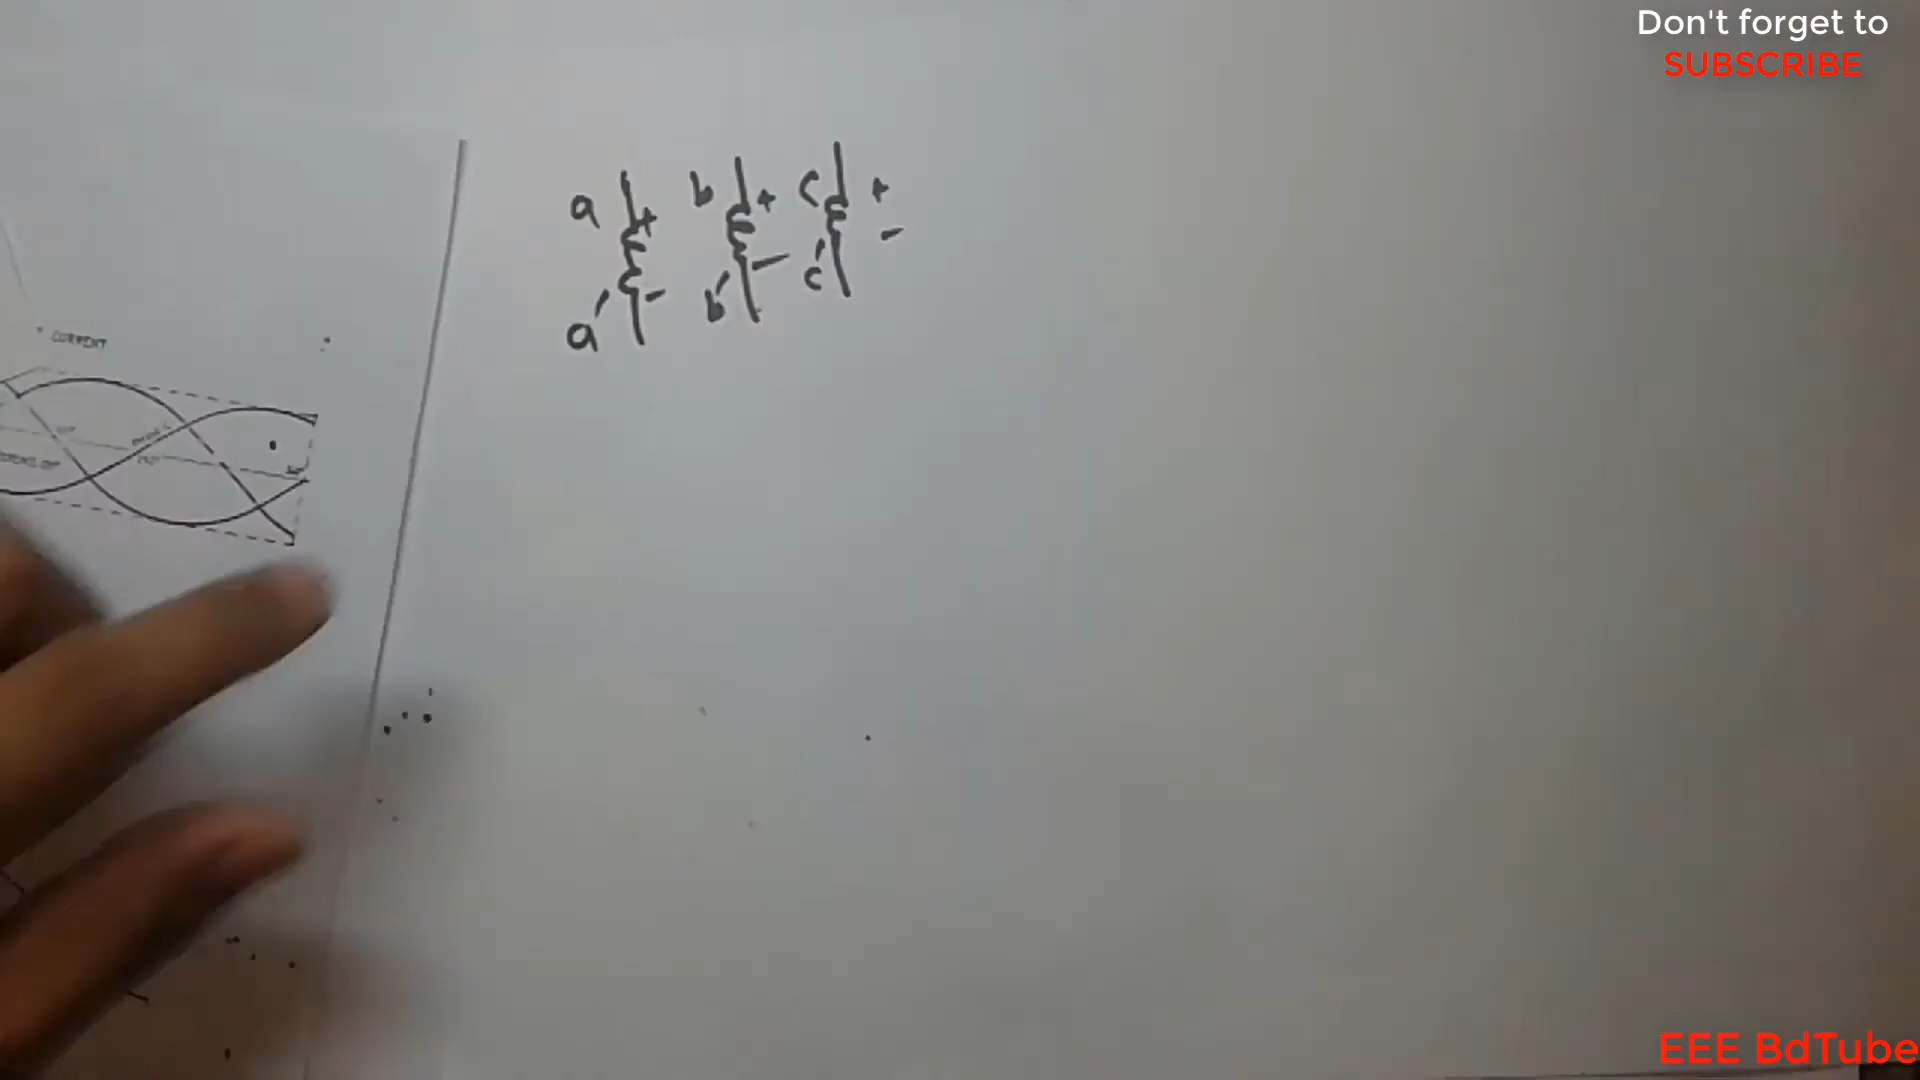 Don't forget to
SUBSCRIBE
a + b + c +
a' - b' - c' -
CURRENT
EEE BdTube